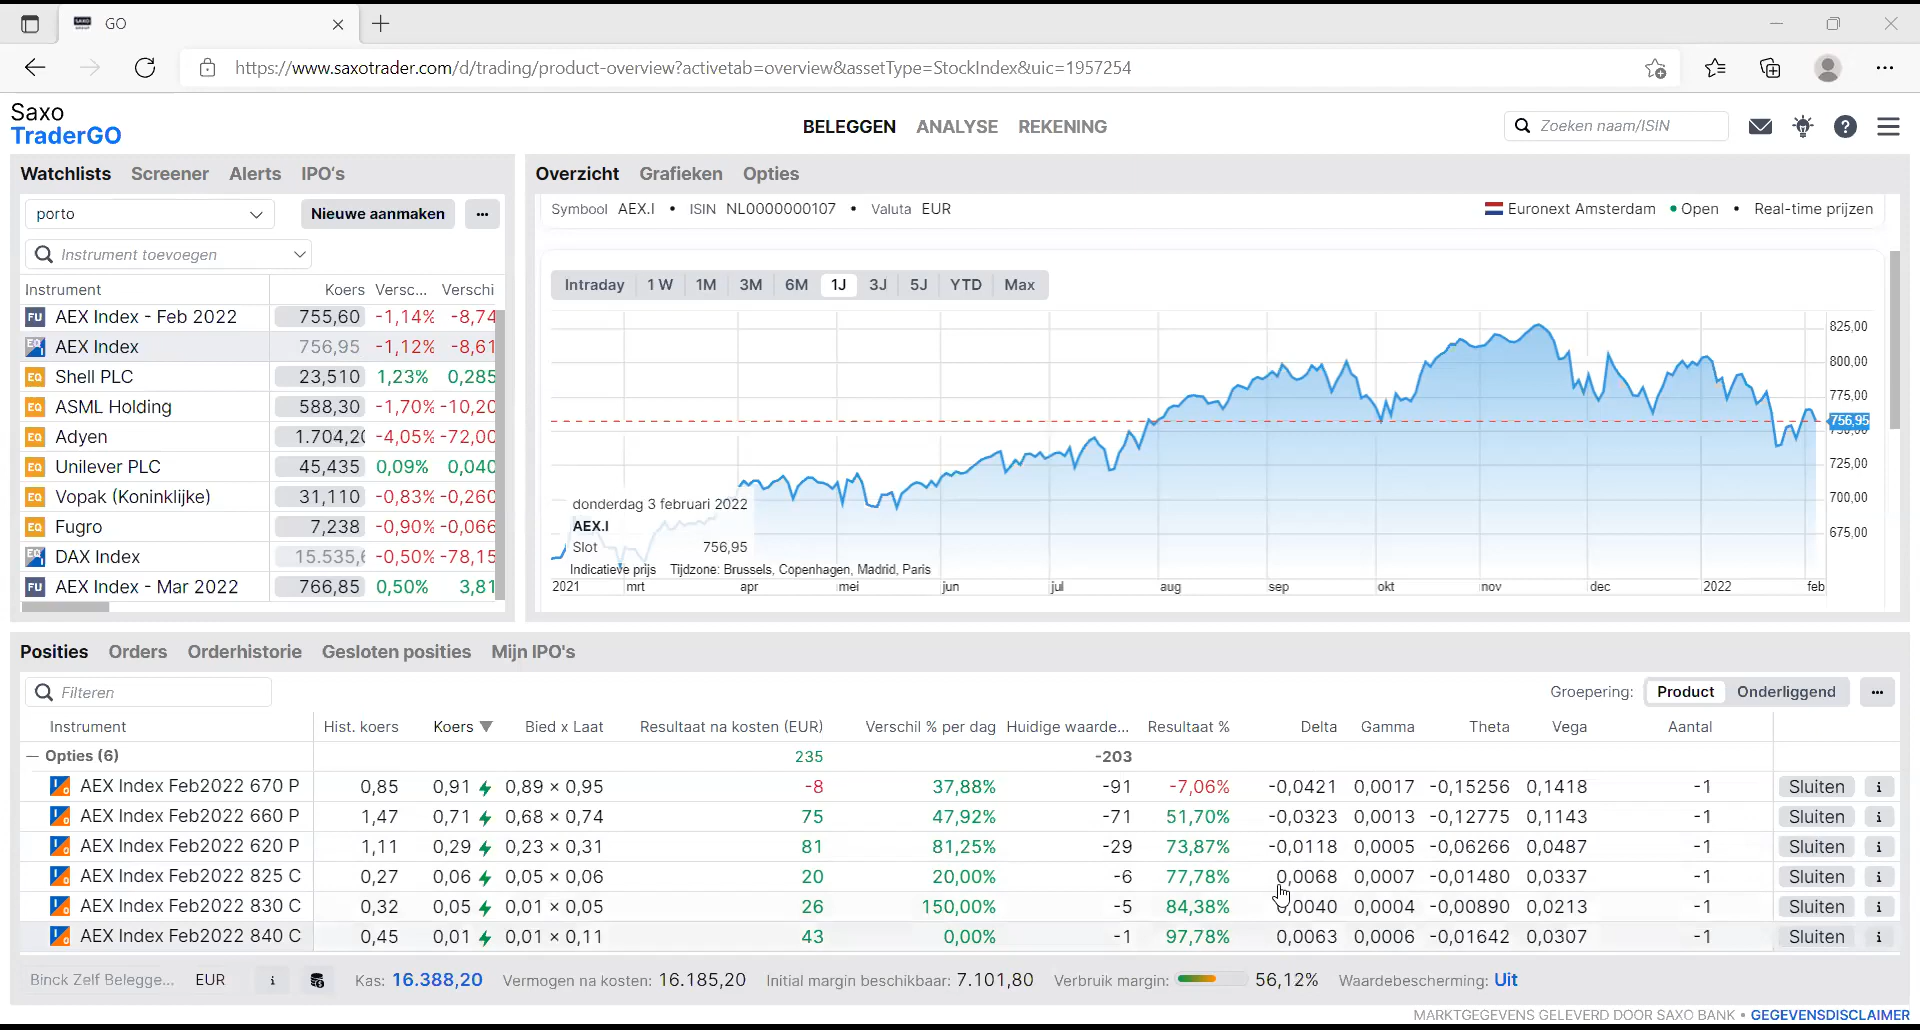 GO
https://www.saxotrader.com/d/trading/product-overview?activetab=overview&assetType=StockIndex&uic=1957254
Saxo
TraderGO
BELEGGEN ANALYSE REKENING
Zoeken naam/ISIN
Watchlists Screener Alerts IPO's
porto
Nieuwe aanmaken
Instrument toevoegen
Instrument Koers Versc... Verschi
FU AEX Index - Feb 2022 755,60 -1,14% -8,74
EQ AEX Index 756,95 -1,12% -8,61
EQ Shell PLC 23,510 1,23% 0,285
EQ ASML Holding 588,30 -1,70% -10,20
EQ Adyen 1.704,20 -4,05% -72,00
EQ Unilever PLC 45,435 0,09% 0,040
EQ Vopak (Koninklijke) 31,110 -0,83% -0,260
EQ Fugro 7,238 -0,90% -0,066
EQ DAX Index 15.535,6 -0,50% -78,15
FU AEX Index - Mar 2022 766,85 0,50% 3,81
Overzicht Grafieken Opties
Symbool AEX.I • ISIN NL0000000107 • Valuta EUR
Euronext Amsterdam • Open • Real-time prijzen
Intraday 1 W 1M 3M 6M 1J 3J 5J YTD Max
825,00
800,00
775,00
756,95
750,00
725,00
700,00
675,00
donderdag 3 februari 2022
AEX.I
Slot 756,95
Indicatieve prijs Tijdzone: Brussels, Copenhagen, Madrid, Paris
2021 mrt apr mei jun jul aug sep okt nov dec 2022 feb
Posities Orders Orderhistorie Gesloten posities Mijn IPO's
Filteren
Groepering: Product Onderliggend
Instrument Hist. koers Koers Bied x Laat Resultaat na kosten (EUR) Verschil % per dag Huidige waarde... Resultaat % Delta Gamma Theta Vega Aantal
Opties (6) 235 -203
AEX Index Feb2022 670 P 0,85 0,91 0,89 × 0,95 -8 37,88% -91 -7,06% -0,0421 0,0017 -0,15256 0,1418 -1 Sluiten i
AEX Index Feb2022 660 P 1,47 0,71 0,68 × 0,74 75 47,92% -71 51,70% -0,0323 0,0013 -0,12775 0,1143 -1 Sluiten i
AEX Index Feb2022 620 P 1,11 0,29 0,23 × 0,31 81 81,25% -29 73,87% -0,0118 0,0005 -0,06266 0,0487 -1 Sluiten i
AEX Index Feb2022 825 C 0,27 0,06 0,05 × 0,06 20 20,00% -6 77,78% 0,0068 0,0007 -0,01480 0,0337 -1 Sluiten i
AEX Index Feb2022 830 C 0,32 0,05 0,01 × 0,05 26 150,00% -5 84,38% 0,0040 0,0004 -0,00890 0,0213 -1 Sluiten i
AEX Index Feb2022 840 C 0,45 0,01 0,01 × 0,11 43 0,00% -1 97,78% 0,0063 0,0006 -0,01642 0,0307 -1 Sluiten i
Binck Zelf Belegge... EUR i Kas: 16.388,20 Vermogen na kosten: 16.185,20 Initial margin beschikbaar: 7.101,80 Verbruik margin: 56,12% Waardebescherming: Uit
MARKTGEGEVENS GELEVERD DOOR SAXO BANK • GEGEVENSDISCLAIMER